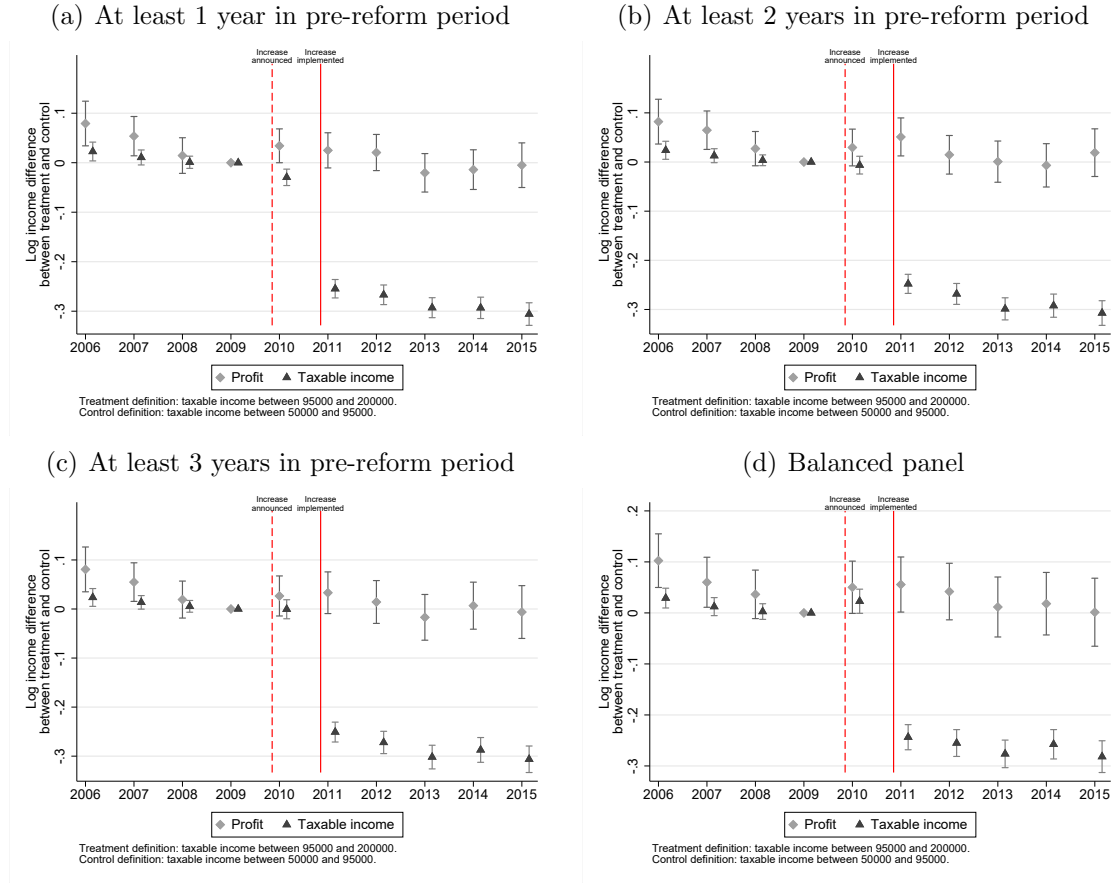 (a) At least 1 year in pre-reform period
Increase announced
Increase implemented
Log income difference
between treatment and control
.1
0
-.1
-.2
-.3
2006 2007 2008 2009 2010 2011 2012 2013 2014 2015
Profit Taxable income
Treatment definition: taxable income between 95000 and 200000.
Control definition: taxable income between 50000 and 95000.
(b) At least 2 years in pre-reform period
Increase announced
Increase implemented
Log income difference
between treatment and control
.1
0
-.1
-.2
-.3
2006 2007 2008 2009 2010 2011 2012 2013 2014 2015
Profit Taxable income
Treatment definition: taxable income between 95000 and 200000.
Control definition: taxable income between 50000 and 95000.
(c) At least 3 years in pre-reform period
Increase announced
Increase implemented
Log income difference
between treatment and control
.1
0
-.1
-.2
-.3
2006 2007 2008 2009 2010 2011 2012 2013 2014 2015
Profit Taxable income
Treatment definition: taxable income between 95000 and 200000.
Control definition: taxable income between 50000 and 95000.
(d) Balanced panel
Increase announced
Increase implemented
Log income difference
between treatment and control
.2
.1
0
-.1
-.2
-.3
2006 2007 2008 2009 2010 2011 2012 2013 2014 2015
Profit Taxable income
Treatment definition: taxable income between 95000 and 200000.
Control definition: taxable income between 50000 and 95000.